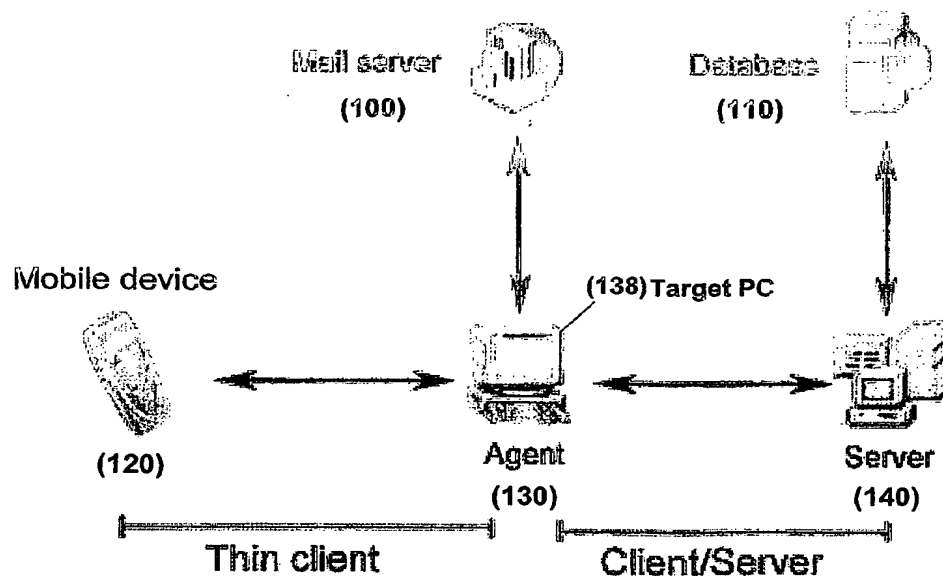 Mail server
(100)
Database
(110)
Mobile device
(120)
(138) Target PC
Agent
(130)
Server
(140)
Thin client
Client/Server